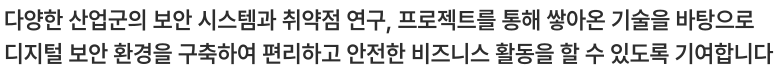 다양한 산업군의 보안 시스템과 취약점 연구, 프로젝트를 통해 쌓아온 기술을 바탕으로
디지털 보안 환경을 구축하여 편리하고 안전한 비즈니스 활동을 할 수 있도록 기여합니다